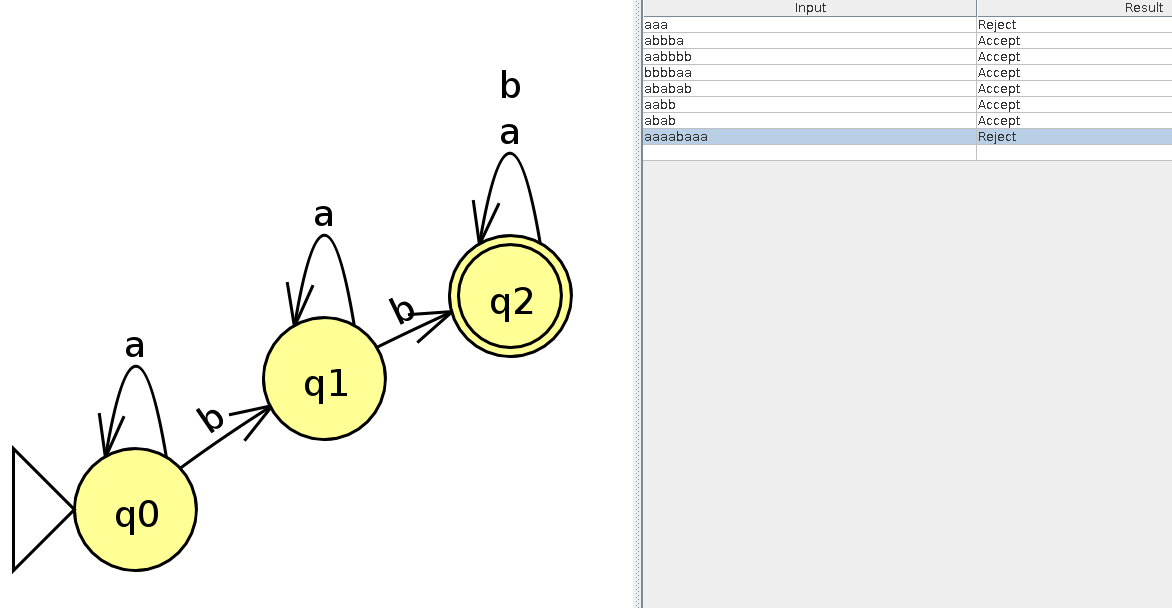 b
a
a
b
q2
a
b
q1
q0
Input Result
aaa Reject
abbba Accept
aabbbb Accept
bbbbaa Accept
ababab Accept
aabb Accept
abab Accept
aaaabaaa Reject